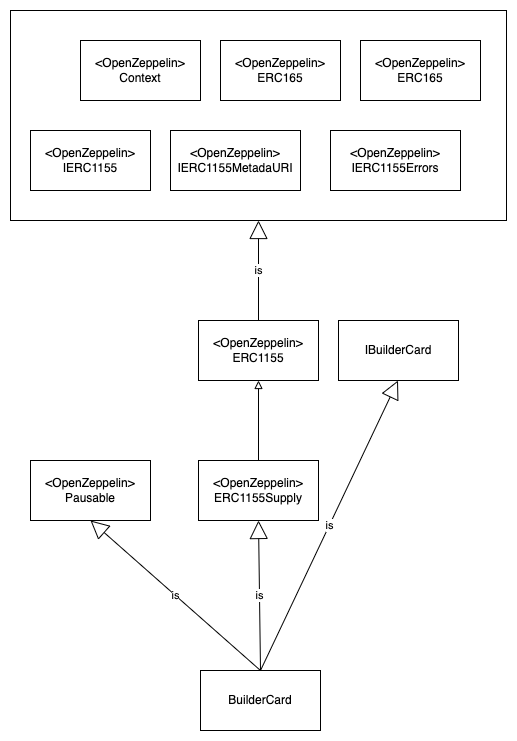 <OpenZeppelin>
Context
<OpenZeppelin>
ERC165
<OpenZeppelin>
ERC165
<OpenZeppelin>
IERC1155
<OpenZeppelin>
IERC1155MetadaURI
<OpenZeppelin>
IERC1155Errors
is
<OpenZeppelin>
ERC1155
IBuilderCard
<OpenZeppelin>
Pausable
<OpenZeppelin>
ERC1155Supply
is
is
is
BuilderCard